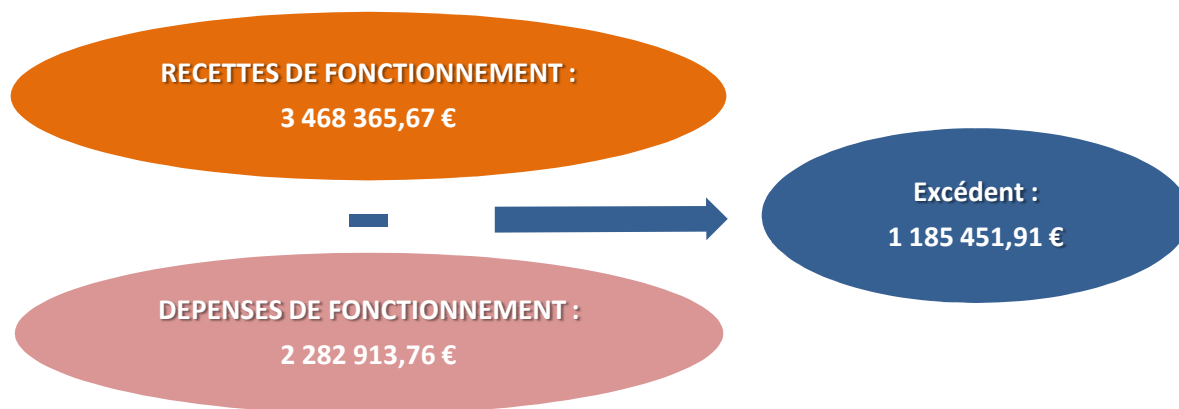 RECETTES DE FONCTIONNEMENT :
3 468 365,67 €
Excédent :
1 185 451,91 €
DEPENSES DE FONCTIONNEMENT :
2 282 913,76 €